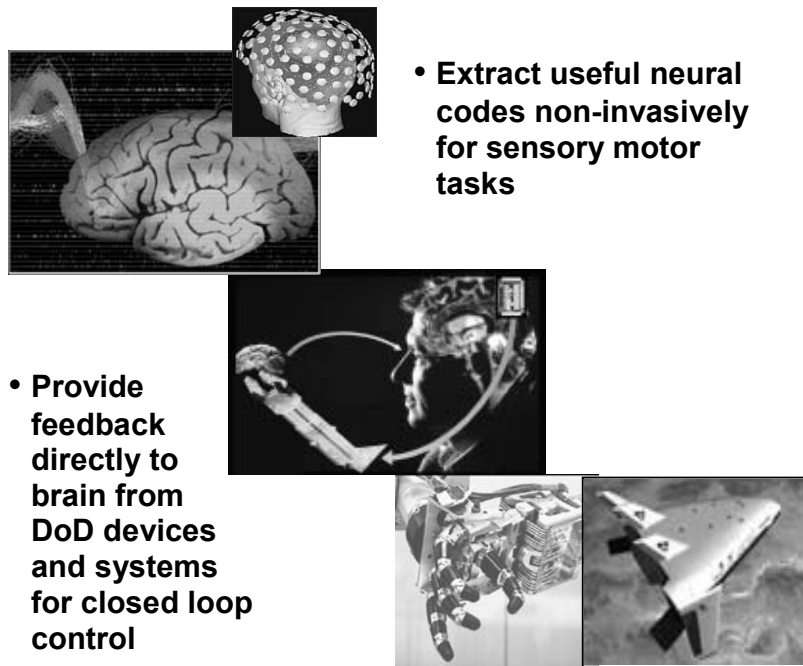 • Extract useful neural
codes non-invasively
for sensory motor
tasks
• Provide
feedback
directly to
brain from
DoD devices
and systems
for closed loop
control